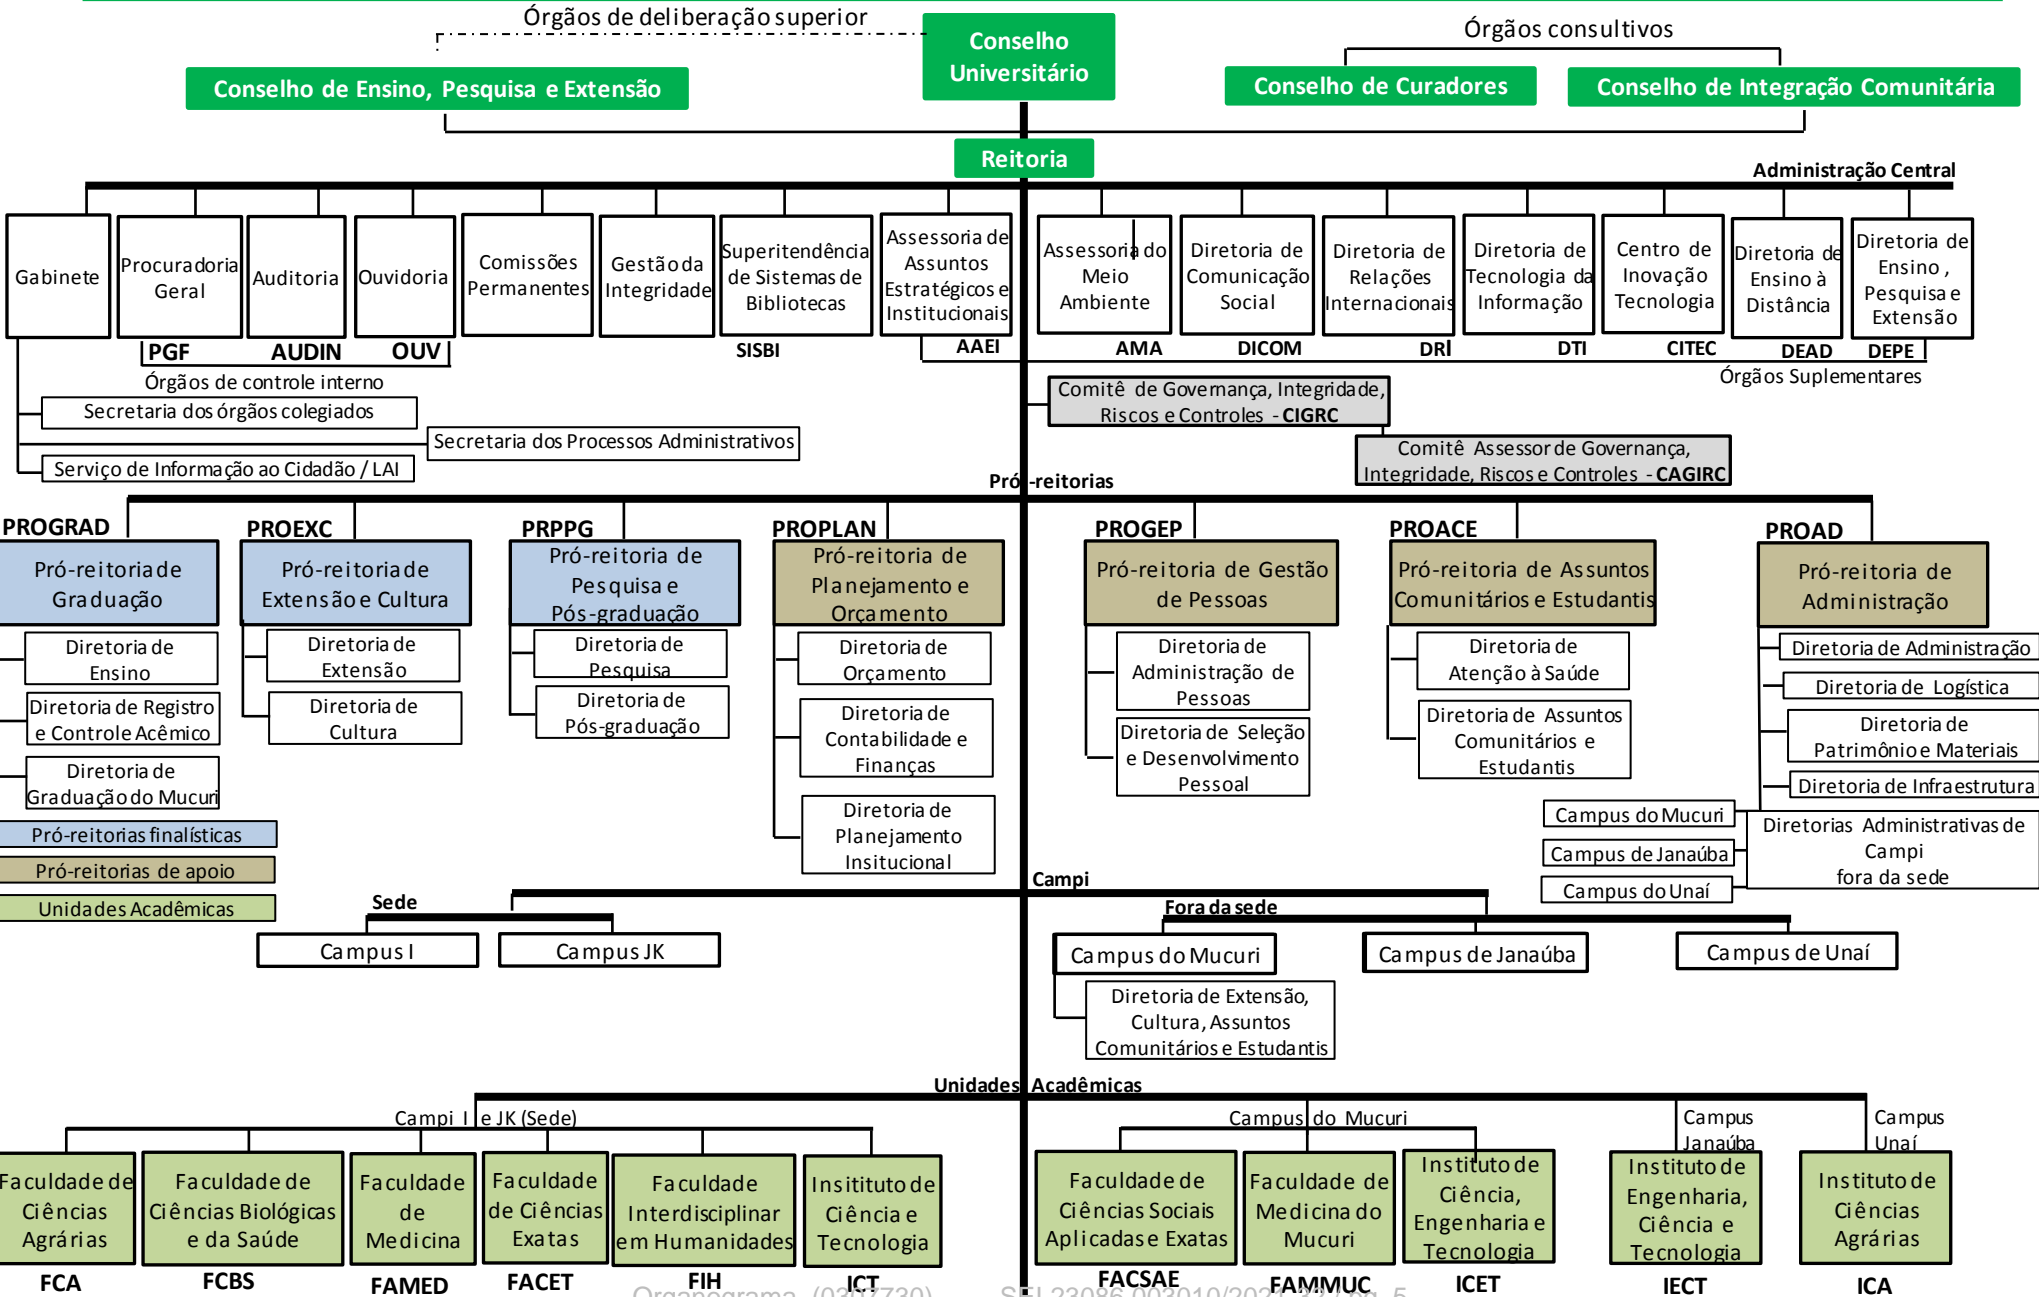 Órgãos de deliberação superior
Conselho
Universitário
Órgãos consultivos
Conselho de Ensino, Pesquisa e Extensão
Conselho de Curadores
Conselho de Integração Comunitária
Reitoria
Administração Central
Gabinete
Procuradoria
Geral
Auditoria
Ouvidoria
Comissões
Permanentes
Gestão da
Integridade
Superitendência
de Sistemas de
Bibliotecas
Assessoria de
Assuntos
Estratégicos e
Institucionais
Assessoria do
Meio
Ambiente
Diretoria de
Comunicação
Social
Diretoria de
Relações
Internacionais
Diretoria de
Tecnologia da
Informação
Centro de
Inovação
Tecnologia
Diretoria de
Ensino à
Distância
Diretoria de
Ensino ,
Pesquisa e
Extensão
PGF
AUDIN
OUV
SISBI
AAEI
AMA
DICOM
DRI
DTI
CITEC
DEAD
DEPE
Órgãos de controle interno
Órgãos Suplementares
Secretaria dos órgãos colegiados
Secretaria dos Processos Administrativos
Serviço de Informação ao Cidadão / LAI
Comitê de Governança, Integridade,
Riscos e Controles - CIGRC
Comitê Assessor de Governança,
Integridade, Riscos e Controles - CAGIRC
Pró-reitorias
PROGRAD
PROEXC
PRPPG
PROPLAN
PROGEP
PROACE
PROAD
Pró-reitoria de
Graduação
Pró-reitoria de
Extensão e Cultura
Pró-reitoria de
Pesquisa e
Pós-graduação
Pró-reitoria de
Planejamento e
Orçamento
Pró-reitoria de Gestão
de Pessoas
Pró-reitoria de Assuntos
Comunitários e Estudantis
Pró-reitoria de
Administração
Diretoria de
Ensino
Diretoria de Registro
e Controle Acêmico
Diretoria de
Graduação do Mucuri
Diretoria de
Extensão
Diretoria de
Cultura
Diretoria de
Pesquisa
Diretoria de
Pós-graduação
Diretoria de
Orçamento
Diretoria de
Contabilidade e
Finanças
Diretoria de
Planejamento
Insitucional
Diretoria de
Administração de
Pessoas
Diretoria de Seleção
e Desenvolvimento
Pessoal
Diretoria de
Atenção à Saúde
Diretoria de Assuntos
Comunitários e
Estudantis
Diretoria de Administração
Diretoria de Logística
Diretoria de
Patrimônio e Materiais
Diretoria de Infraestrutura
Diretorias Administrativas de
Campi
fora da sede
Campus do Mucuri
Campus de Janaúba
Campus do Unaí
Pró-reitorias finalísticas
Pró-reitorias de apoio
Unidades Acadêmicas
Campi
Sede
Fora da sede
Campus I
Campus JK
Campus do Mucuri
Campus de Janaúba
Campus de Unaí
Diretoria de Extensão,
Cultura, Assuntos
Comunitários e Estudantis
Unidades Acadêmicas
Campi I e JK (Sede)
Campus do Mucuri
Campus
Janaúba
Campus
Unaí
Faculdade de
Ciências
Agrárias
Faculdade de
Ciências Biológicas
e da Saúde
Faculdade
de
Medicina
Faculdade
de Ciências
Exatas
Faculdade
Interdisciplinar
em Humanidades
Insitituto de
Ciência e
Tecnologia
Faculdade de
Ciências Sociais
Aplicadas e Exatas
Faculdade de
Medicina do
Mucuri
Instituto de
Ciência,
Engenharia e
Tecnologia
Instituto de
Engenharia,
Ciência e
Tecnologia
Instituto de
Ciências
Agrárias
FCA
FCBS
FAMED
FACET
FIH
ICT
FACSAE
FAMMUC
ICET
IECT
ICA
Organograma (0307730) SEI 23086.003010/2021-32 / pg. 5